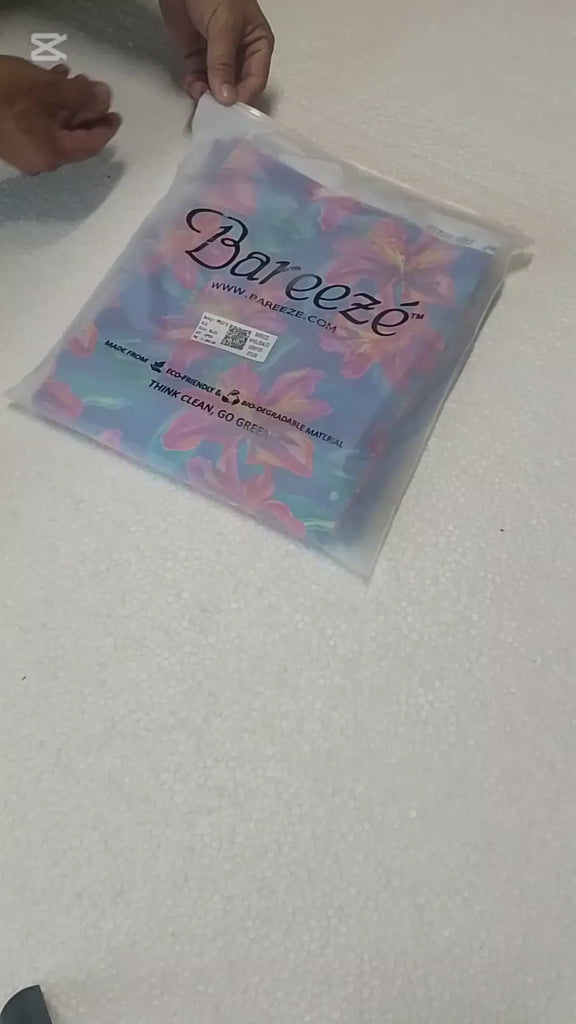 Bareezé™
WWW.BAREEZE.COM
MADE FROM ECO-FRIENDLY & BIO-DEGRADABLE MATERIAL
THINK CLEAN, GO GREEN